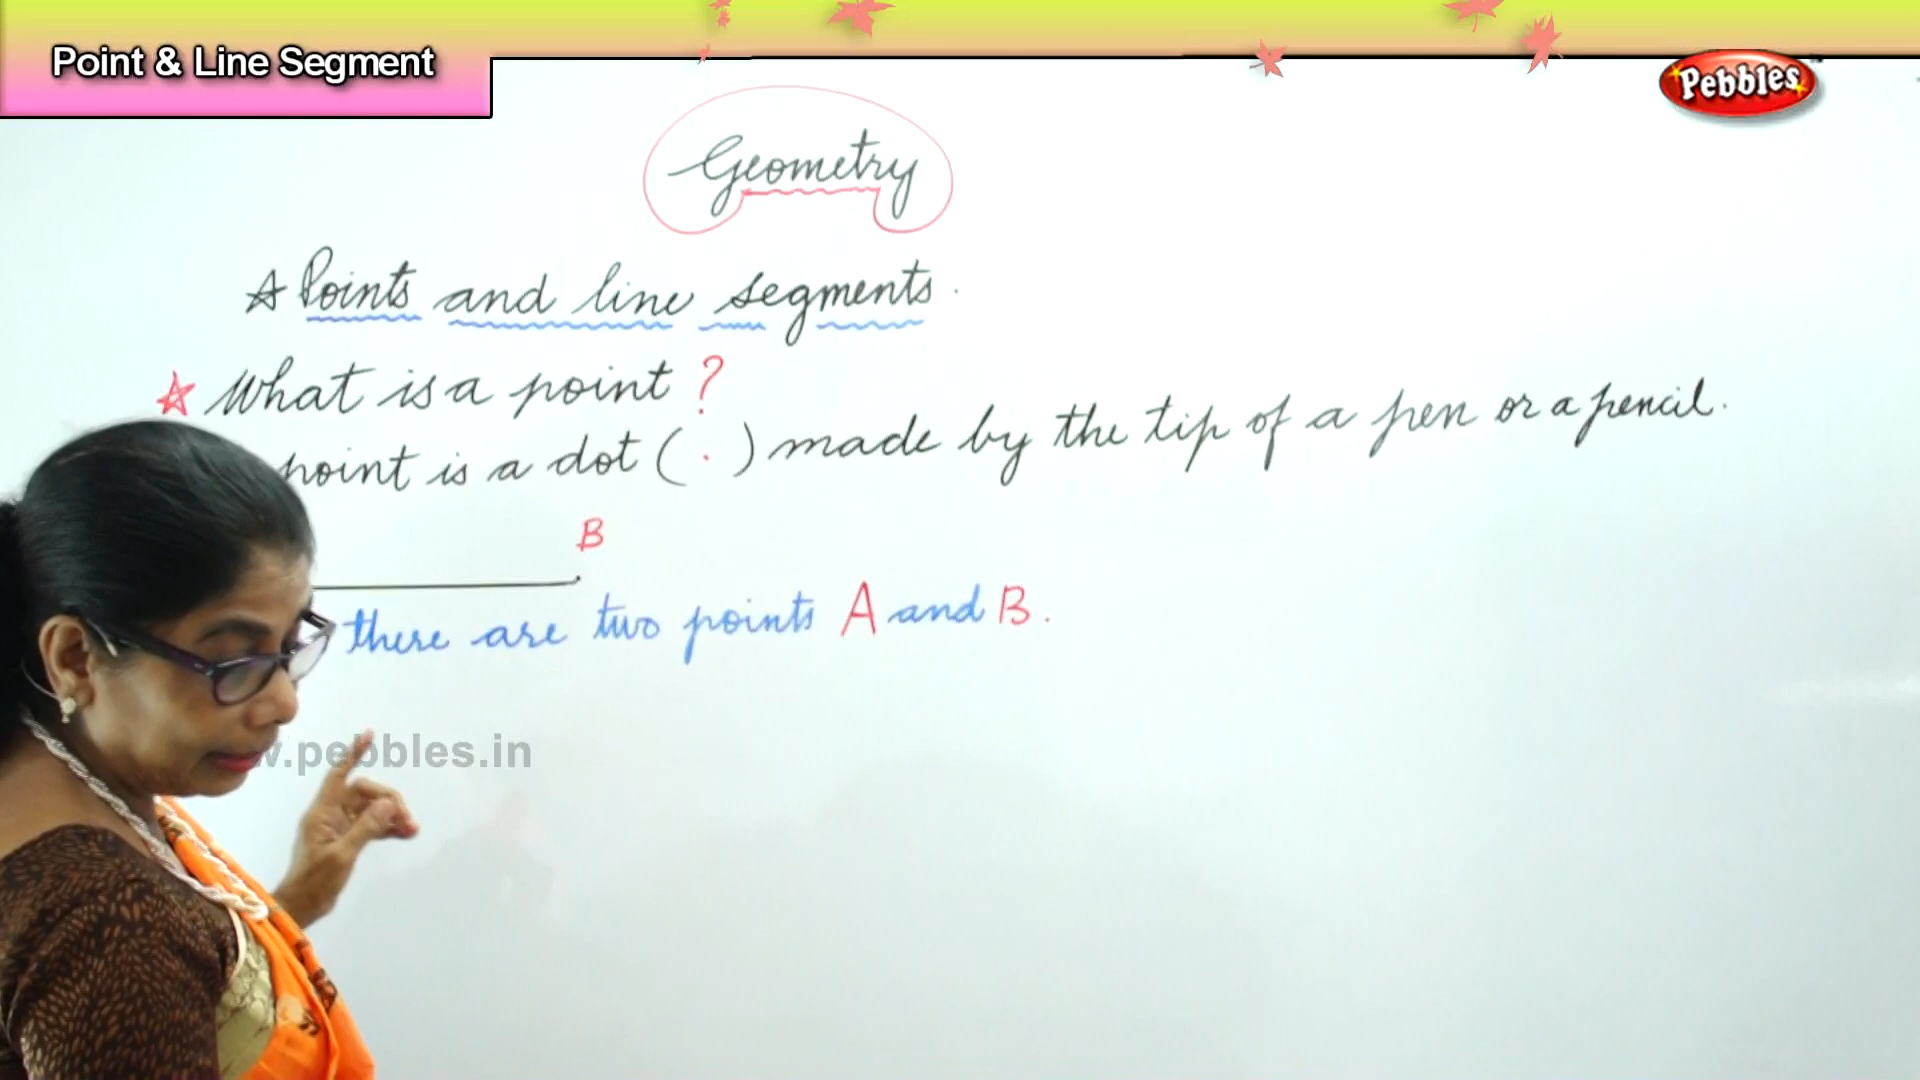 Point & Line Segment
Pebbles
Geometry
Points and line segments.
What is a point ?
point is a dot ( . ) made by the tip of a pen or a pencil.
B
there are two points A and B.
w.pebbles.in